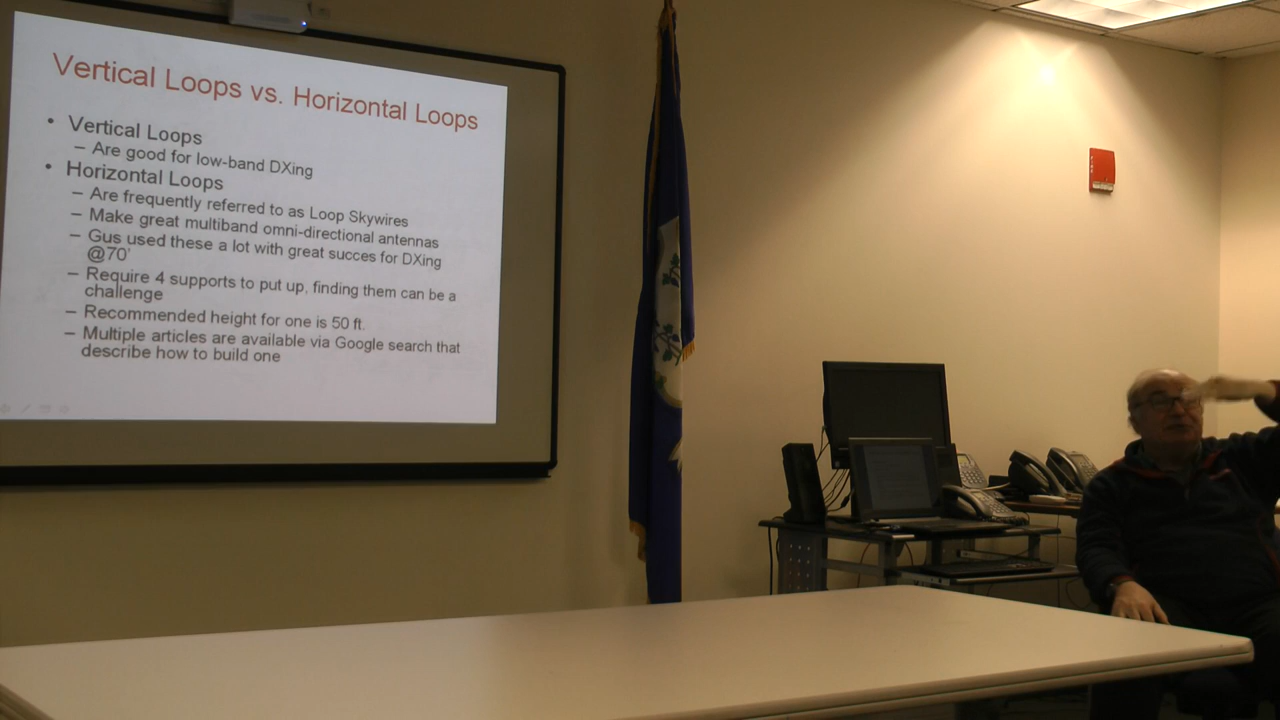 Vertical Loops vs. Horizontal Loops
• Vertical Loops
– Are good for low-band DXing
• Horizontal Loops
– Are frequently referred to as Loop Skywires
– Make great multiband omni-directional antennas
– Gus used these a lot with great succes for DXing
@70'
– Require 4 supports to put up, finding them can be a
challenge
– Recommended height for one is 50 ft.
– Multiple articles are available via Google search that
describe how to build one